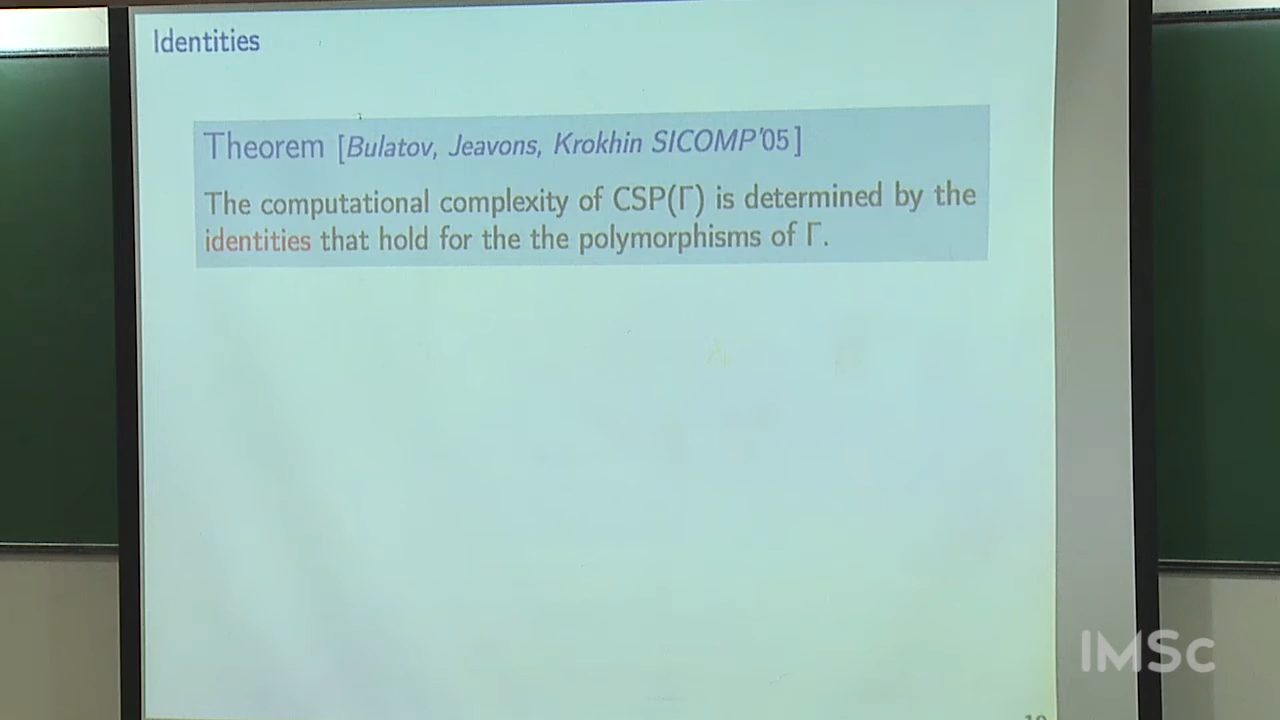 Identities
Theorem [Bulatov, Jeavons, Krokhin SICOMP'05]
The computational complexity of CSP(Γ) is determined by the
identities that hold for the the polymorphisms of Γ.
IMSc